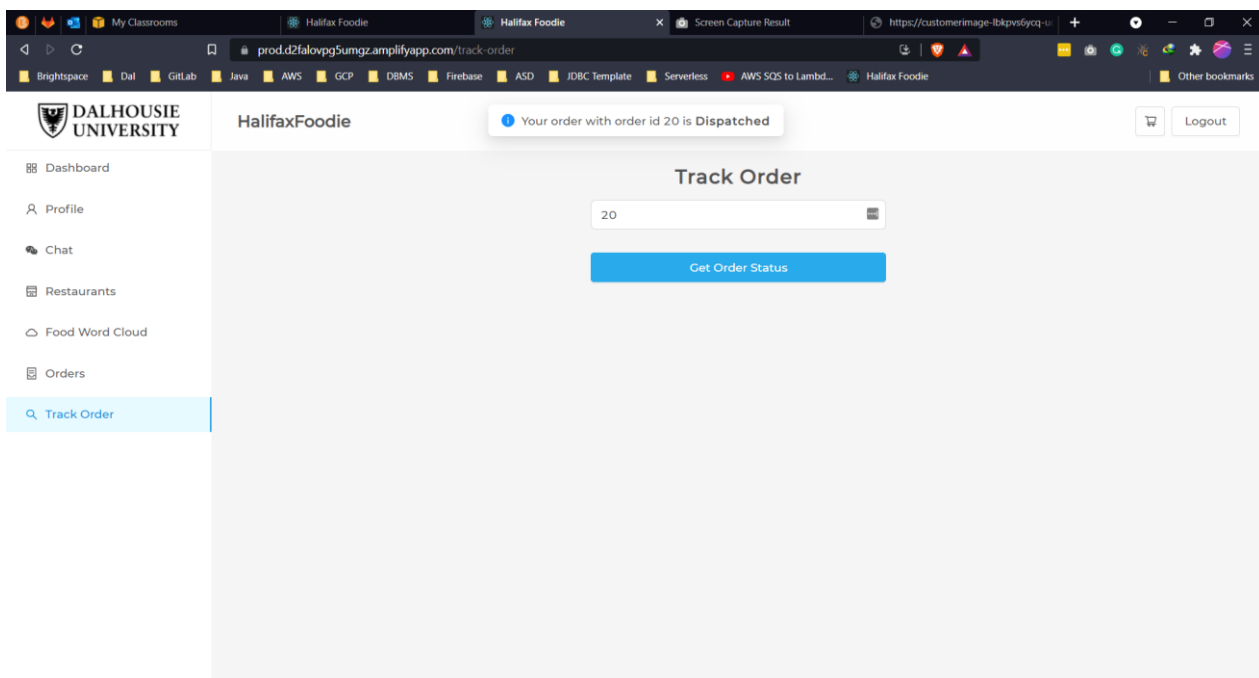 My Classrooms
Halifax Foodie
Halifax Foodie
Screen Capture Result
https://customerimage-lbkpvs6ycq-u
prod.d2falovpg5umgz.amplifyapp.com/track-order
Brightspace Dal GitLab Java AWS GCP DBMS Firebase ASD JDBC Template Serverless AWS SQS to Lambd... Halifax Foodie Other bookmarks
DALHOUSIE
UNIVERSITY
HalifaxFoodie
Your order with order id 20 is Dispatched
Logout
Dashboard
Profile
Chat
Restaurants
Food Word Cloud
Orders
Track Order
Track Order
20
Get Order Status